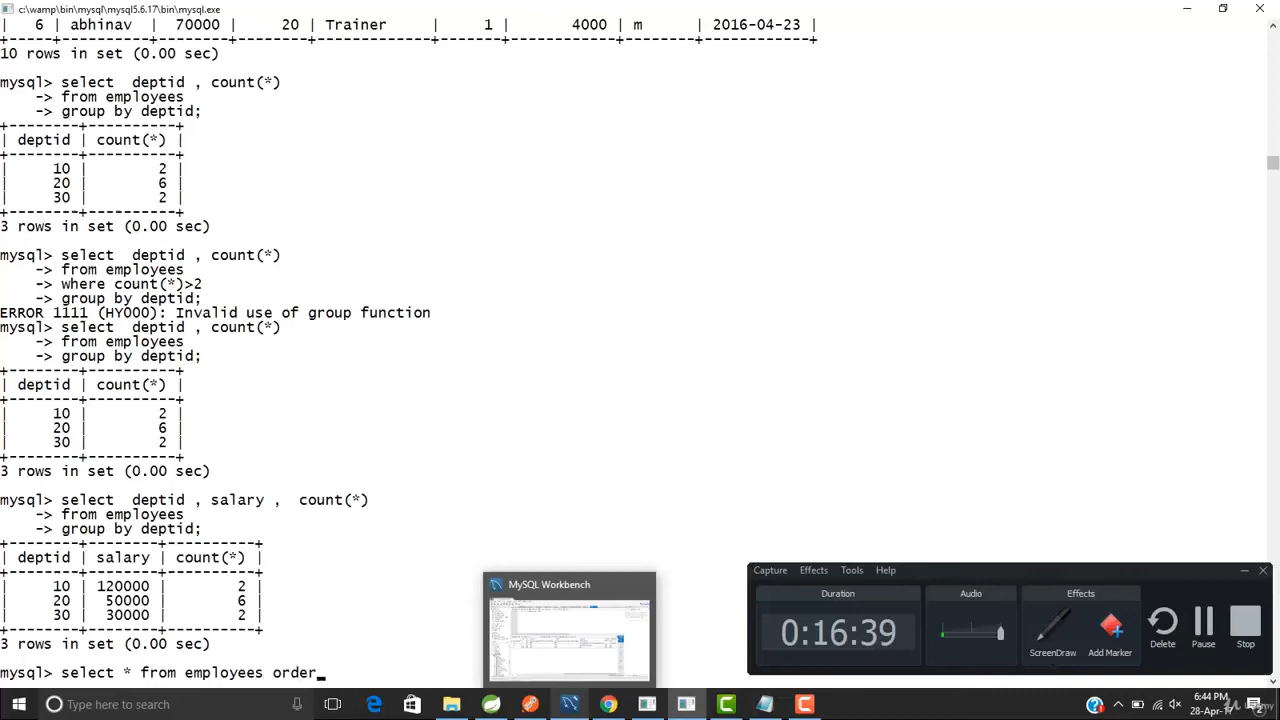 c:\wamp\bin\mysql\mysql5.6.17\bin\mysql.exe
| 6 | abhinav | 70000 | 20 | Trainer | 1 | 4000 | m | 2016-04-23 |
10 rows in set (0.00 sec)
mysql> select deptid , count(*)
-> from employees
-> group by deptid;
| deptid | count(*) |
| 10 | 2 |
| 20 | 6 |
| 30 | 2 |
3 rows in set (0.00 sec)
mysql> select deptid , count(*)
-> from employees
-> where count(*)>2
-> group by deptid;
ERROR 1111 (HY000): Invalid use of group function
mysql> select deptid , count(*)
-> from employees
-> group by deptid;
| deptid | count(*) |
| 10 | 2 |
| 20 | 6 |
| 30 | 2 |
3 rows in set (0.00 sec)
mysql> select deptid , salary , count(*)
-> from employees
-> group by deptid;
| deptid | salary | count(*) |
| 10 | 120000 | 2 |
| 20 | 50000 | 6 |
| 30 | 30000 | 2 |
3 rows in set (0.00 sec)
mysql> select * from employees order_
MySQL Workbench
Capture Effects Tools Help
Duration Audio Effects
0:16:39
ScreenDraw Add Marker Delete Pause Stop
Type here to search
6:44 PM
28-Apr-17